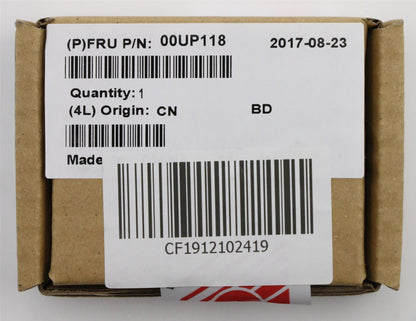 (P)FRU P/N: 00UP118 2017-08-23
Quantity: 1
(4L) Origin: CN BD
Made
CF1912102419